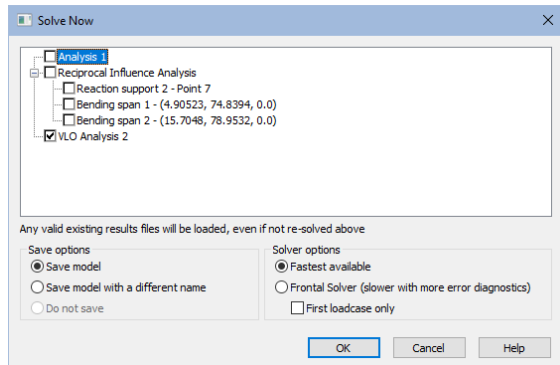 Solve Now
Analysis 1
Reciprocal Influence Analysis
Reaction support 2 - Point 7
Bending span 1 - (4.90523, 74.8394, 0.0)
Bending span 2 - (15.7048, 78.9532, 0.0)
VLO Analysis 2
Any valid existing results files will be loaded, even if not re-solved above
Save options
Save model
Save model with a different name
Do not save
Solver options
Fastest available
Frontal Solver (slower with more error diagnostics)
First loadcase only
OK Cancel Help